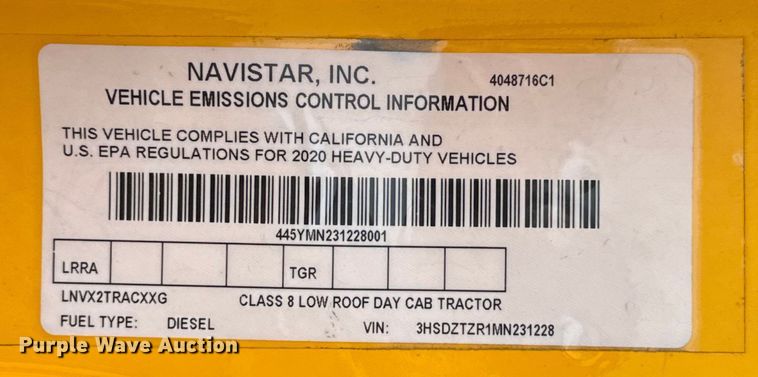 NAVISTAR, INC. 4048716C1
VEHICLE EMISSIONS CONTROL INFORMATION
THIS VEHICLE COMPLIES WITH CALIFORNIA AND
U.S. EPA REGULATIONS FOR 2020 HEAVY-DUTY VEHICLES
445YMN231228001
LRRA TGR
LNVX2TRACXXG CLASS 8 LOW ROOF DAY CAB TRACTOR
FUEL TYPE: DIESEL VIN: 3HSDZTZR1MN231228
Purple Wave Auction